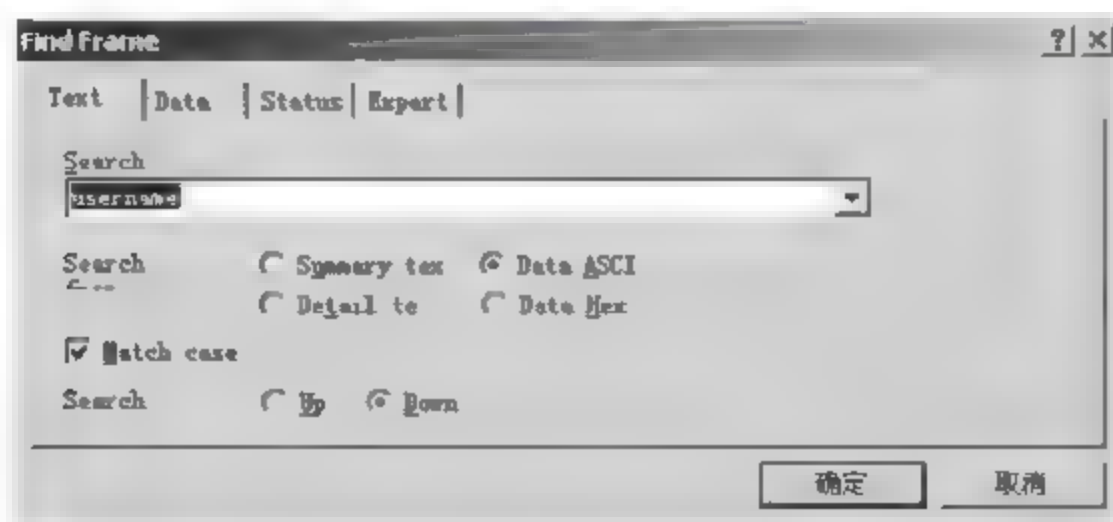 Find Frame
Text Data Status Expert
Search
username
Search Summary tex Data ASCI
Detail te Data Hex
Match case
Search Up Down
确定 取消